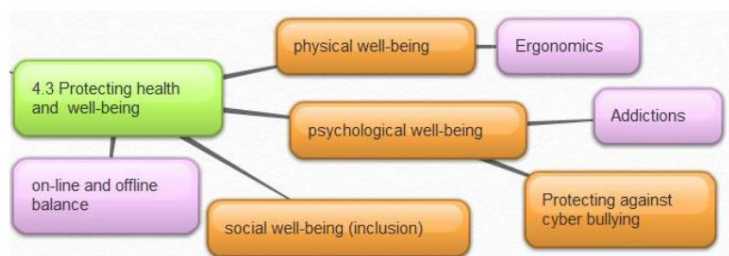 physical well-being
Ergonomics
4.3 Protecting health
and well-being
psychological well-being
Addictions
on-line and offline
balance
social well-being (inclusion)
Protecting against
cyber bullying